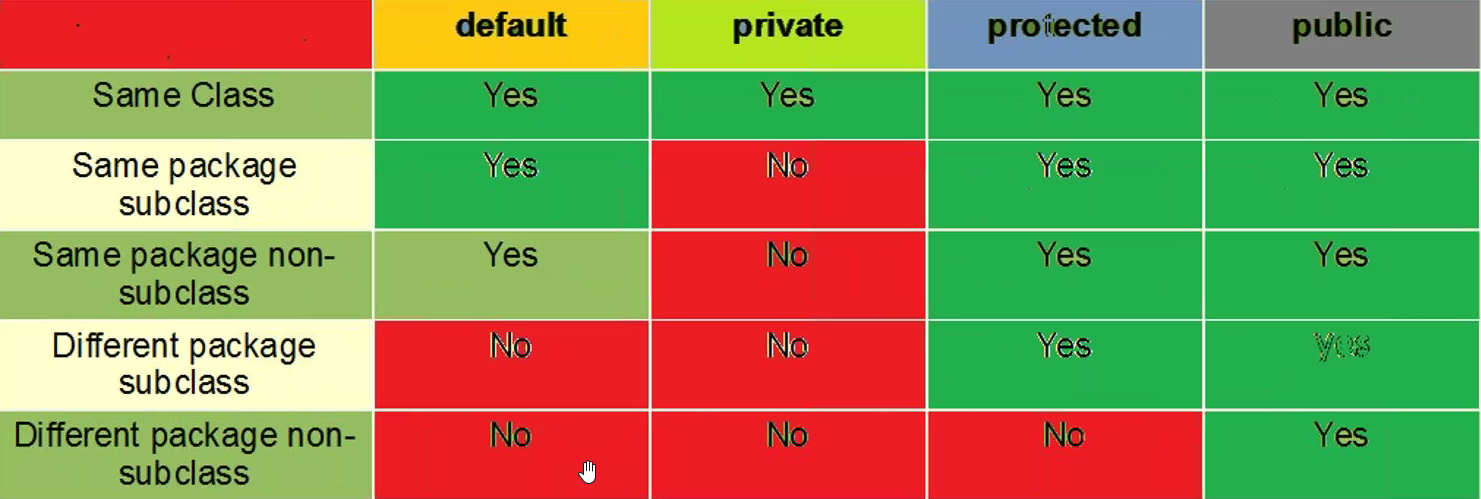 default private protected public
Same Class Yes Yes Yes Yes
Same package Yes No Yes Yes
subclass
Same package non- Yes No Yes Yes
subclass
Different package No No Yes yes
subclass
Different package non- No No No Yes
subclass